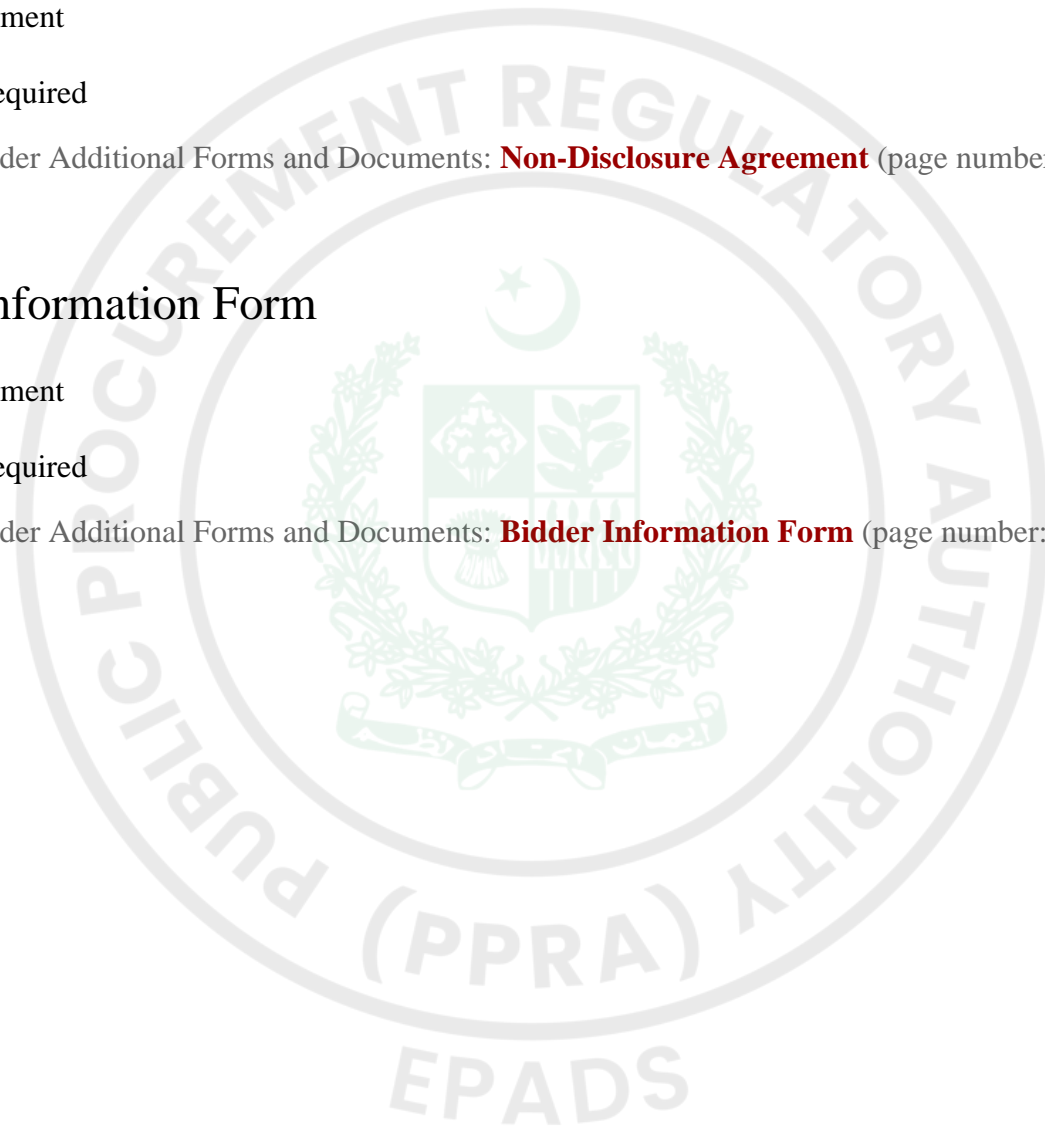 ment
equired
der Additional Forms and Documents: Non-Disclosure Agreement (page number
nformation Form
ment
equired
der Additional Forms and Documents: Bidder Information Form (page number:
PUBLIC PROCUREMENT REGULATORY AUTHORITY
(PPRA)
EPADS